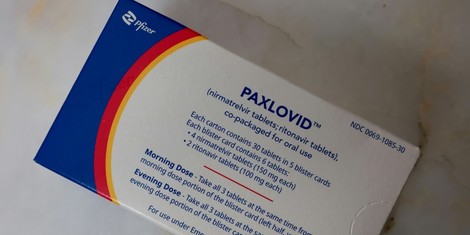 Pfizer
PAXLOVID™
(nirmatrelvir tablets; ritonavir tablets),
co-packaged for oral use
NDC 0069-1085-30
Each carton contains 30 tablets in 5 blister cards
Each blister card contains 6 tablets:
• 4 nirmatrelvir tablets (150 mg each)
• 2 ritonavir tablets (100 mg each)
Morning Dose - Take all 3 tablets at the same time from
morning dose portion of the blister card (left half,
Evening Dose - Take all 3 tablets at the sa
evening dose portion of the blister
For use under Eme